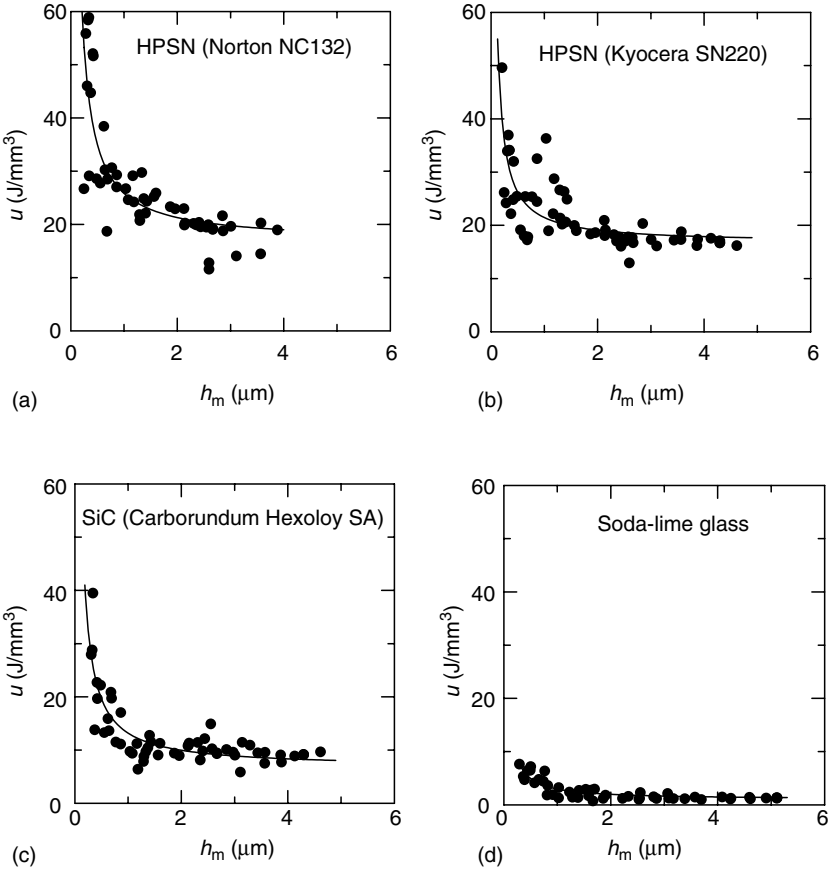 60
HPSN (Norton NC132)
40
u (J/mm³)
20
0
0 2 4 6
(a)
hm (μm)
60
HPSN (Kyocera SN220)
40
u (J/mm³)
20
0
0 2 4 6
(b)
hm (μm)
60
SiC (Carborundum Hexoloy SA)
40
u (J/mm³)
20
0
0 2 4 6
(c)
hm (μm)
60
Soda-lime glass
40
u (J/mm³)
20
0
0 2 4 6
(d)
hm (μm)